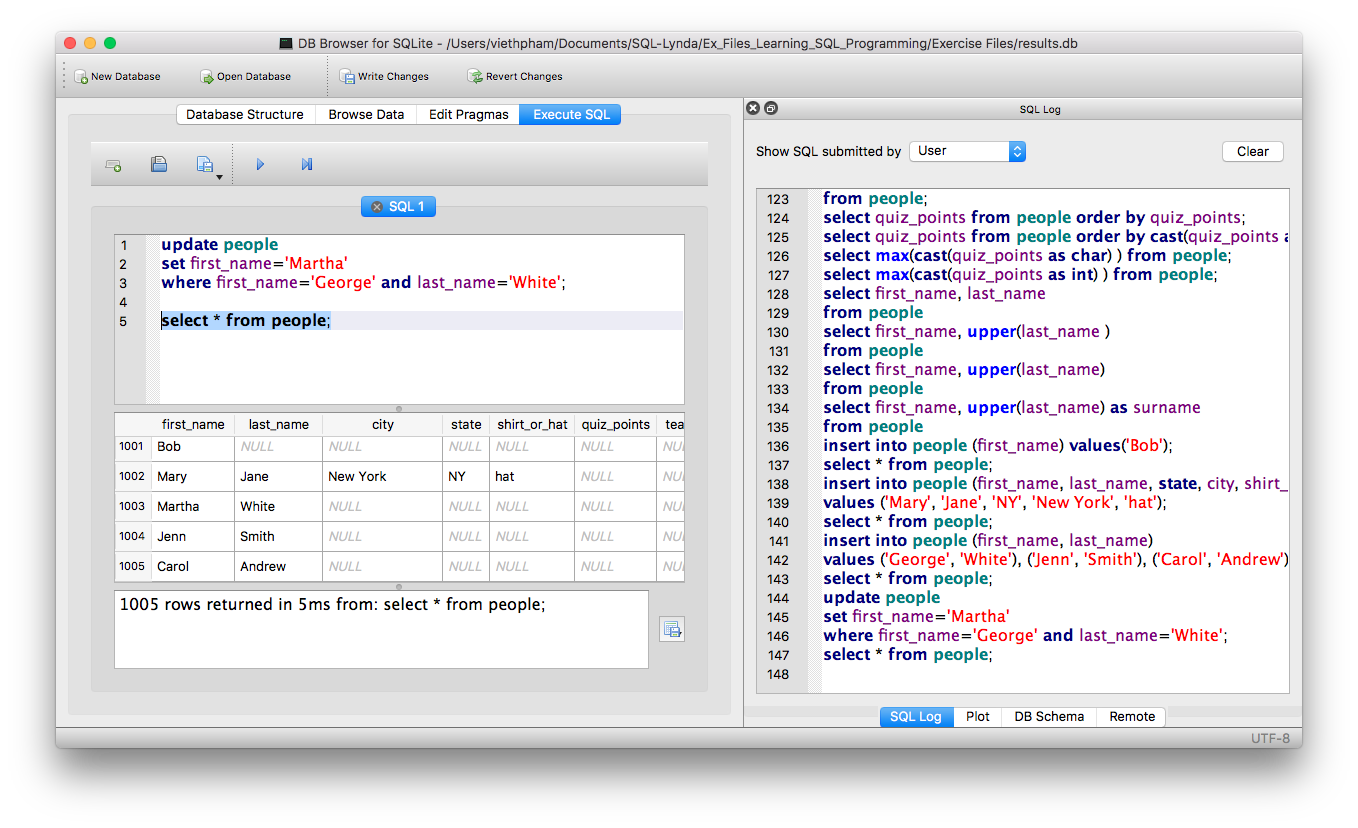 DB Browser for SQLite - /Users/viethpham/Documents/SQL-Lynda/Ex_Files_Learning_SQL_Programming/Exercise Files/results.db
New Database Open Database Write Changes Revert Changes
Database Structure Browse Data Edit Pragmas Execute SQL
SQL 1
1 update people
2 set first_name='Martha'
3 where first_name='George' and last_name='White';
4
5 select * from people;
first_name last_name city state shirt_or_hat quiz_points tea
1001 Bob NULL NULL NULL NULL NULL NU
1002 Mary Jane New York NY hat NULL NU
1003 Martha White NULL NULL NULL NULL NU
1004 Jenn Smith NULL NULL NULL NULL NU
1005 Carol Andrew NULL NULL NULL NULL NU
1005 rows returned in 5ms from: select * from people;
SQL Log
Show SQL submitted by User Clear
123 from people;
124 select quiz_points from people order by quiz_points;
125 select quiz_points from people order by cast(quiz_points a
126 select max(cast(quiz_points as char) ) from people;
127 select max(cast(quiz_points as int) ) from people;
128 select first_name, last_name
129 from people
130 select first_name, upper(last_name )
131 from people
132 select first_name, upper(last_name)
133 from people
134 select first_name, upper(last_name) as surname
135 from people
136 insert into people (first_name) values('Bob');
137 select * from people;
138 insert into people (first_name, last_name, state, city, shirt_
139 values ('Mary', 'Jane', 'NY', 'New York', 'hat');
140 select * from people;
141 insert into people (first_name, last_name)
142 values ('George', 'White'), ('Jenn', 'Smith'), ('Carol', 'Andrew')
143 select * from people;
144 update people
145 set first_name='Martha'
146 where first_name='George' and last_name='White';
147 select * from people;
148
SQL Log Plot DB Schema Remote
UTF-8